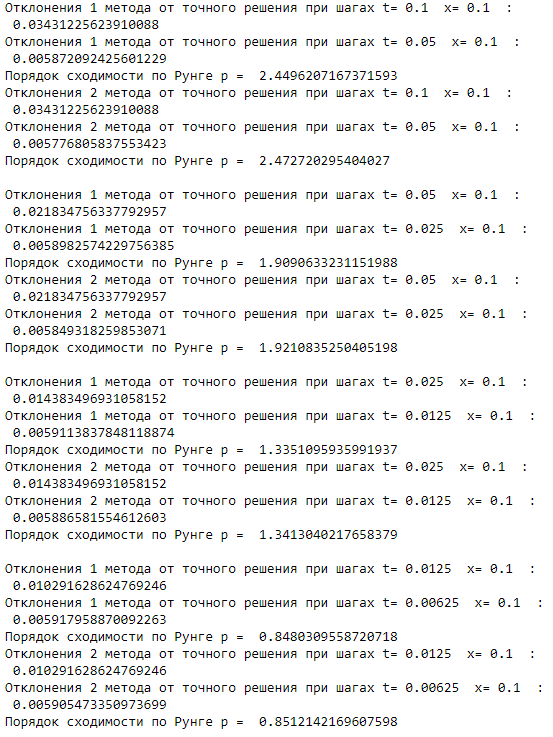 Отклонения 1 метода от точного решения при шагах t= 0.1  x= 0.1  :
0.03431225623910088
Отклонения 1 метода от точного решения при шагах t= 0.05  x= 0.1  :
0.005872092425601229
Порядок сходимости по Рунге p =  2.4496207167371593
Отклонения 2 метода от точного решения при шагах t= 0.1  x= 0.1  :
0.03431225623910088
Отклонения 2 метода от точного решения при шагах t= 0.05  x= 0.1  :
0.005776805837553423
Порядок сходимости по Рунге p =  2.472720295404027
Отклонения 1 метода от точного решения при шагах t= 0.05  x= 0.1  :
0.021834756337792957
Отклонения 1 метода от точного решения при шагах t= 0.025  x= 0.1  :
0.0058982574229756385
Порядок сходимости по Рунге p =  1.9090633231151988
Отклонения 2 метода от точного решения при шагах t= 0.05  x= 0.1  :
0.021834756337792957
Отклонения 2 метода от точного решения при шагах t= 0.025  x= 0.1  :
0.005849318259853071
Порядок сходимости по Рунге p =  1.9210835250405198
Отклонения 1 метода от точного решения при шагах t= 0.025  x= 0.1  :
0.014383496931058152
Отклонения 1 метода от точного решения при шагах t= 0.0125  x= 0.1  :
0.0059113837848118874
Порядок сходимости по Рунге p =  1.3351095935991937
Отклонения 2 метода от точного решения при шагах t= 0.025  x= 0.1  :
0.014383496931058152
Отклонения 2 метода от точного решения при шагах t= 0.0125  x= 0.1  :
0.005886581554612603
Порядок сходимости по Рунге p =  1.3413040217658379
Отклонения 1 метода от точного решения при шагах t= 0.0125  x= 0.1  :
0.010291628624769246
Отклонения 1 метода от точного решения при шагах t= 0.00625  x= 0.1  :
0.005917958870092263
Порядок сходимости по Рунге p =  0.8480309558720718
Отклонения 2 метода от точного решения при шагах t= 0.0125  x= 0.1  :
0.010291628624769246
Отклонения 2 метода от точного решения при шагах t= 0.00625  x= 0.1  :
0.005905473350973699
Порядок сходимости по Рунге p =  0.8512142169607598